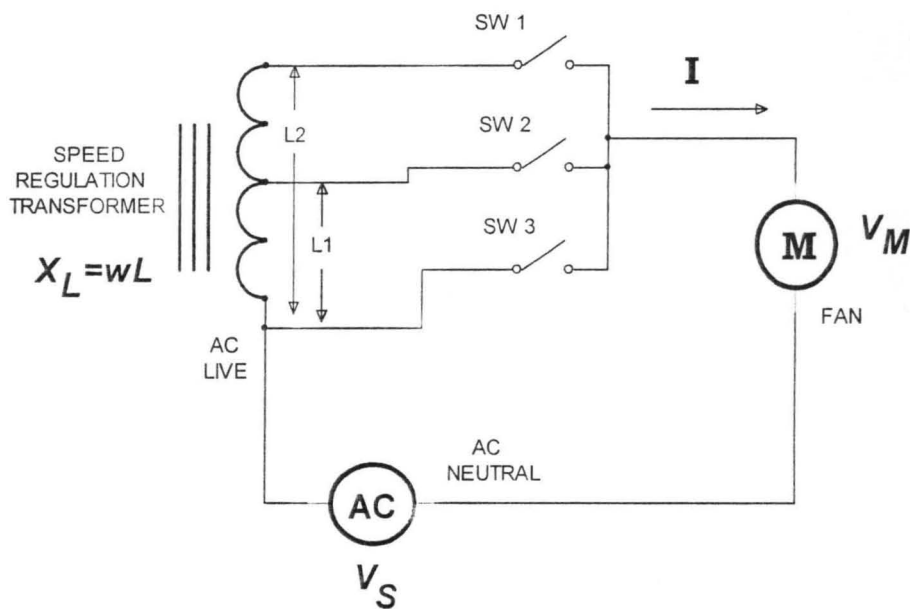 SW 1
I
SW 2
L2
SPEED
REGULATION
TRANSFORMER
L1
SW 3
M
V_M
X_L=wL
FAN
AC
LIVE
AC
NEUTRAL
AC
V_S